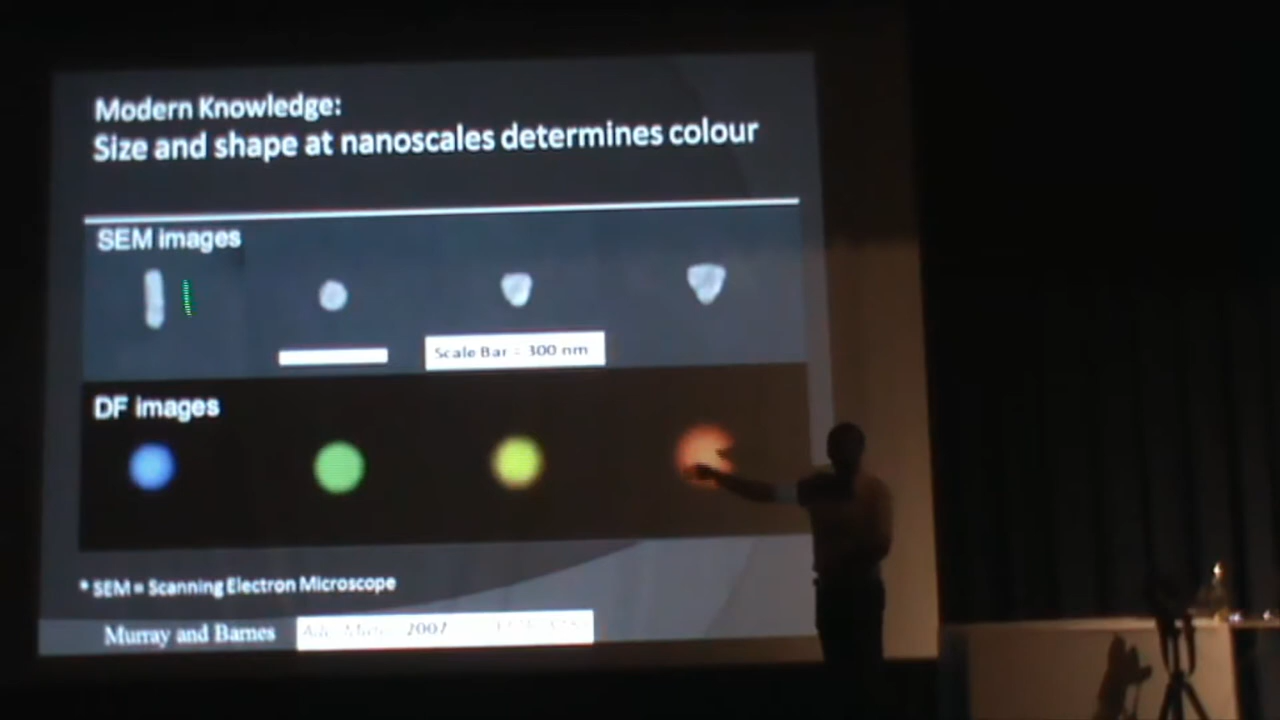 Modern Knowledge:
Size and shape at nanoscales determines colour
SEM images
Scale Bar = 300 nm
DF images
* SEM = Scanning Electron Microscope
Murray and Barnes 2007